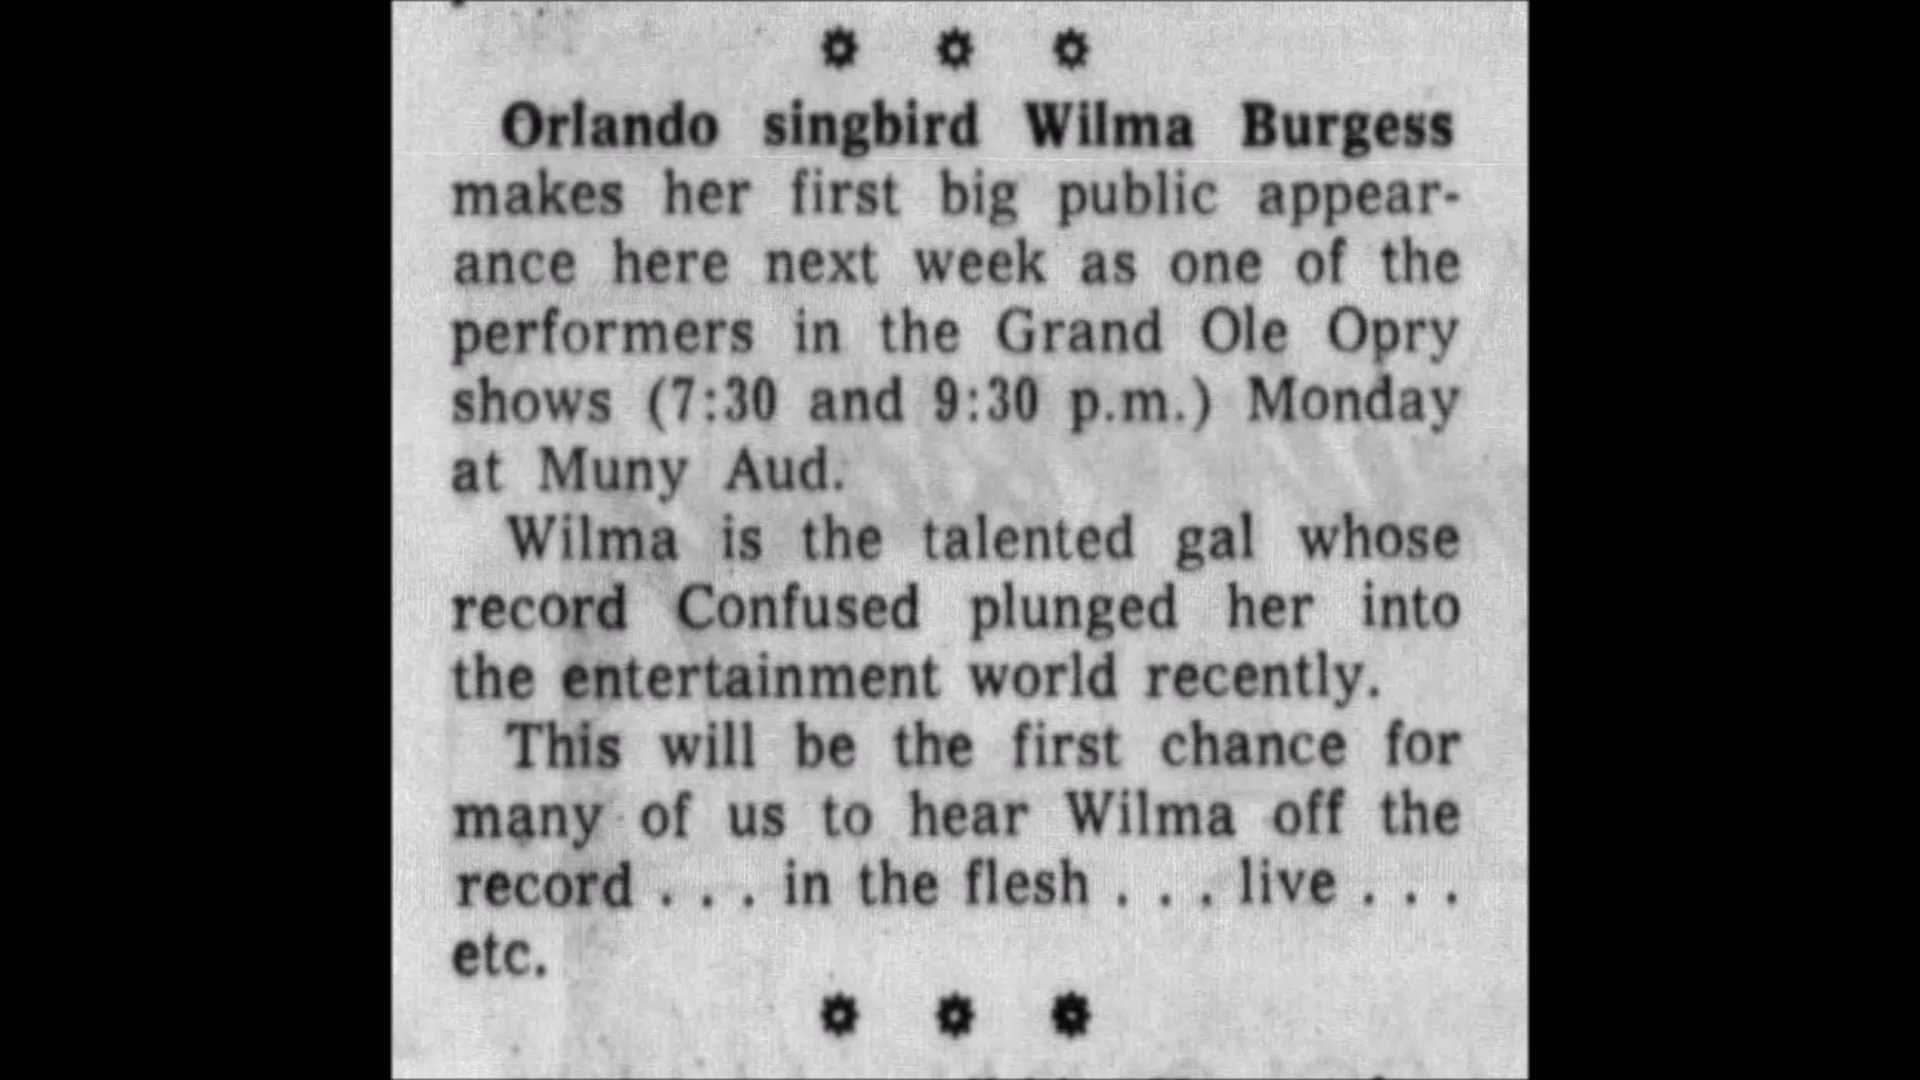 Orlando singbird Wilma Burgess
makes her first big public appear-
ance here next week as one of the
performers in the Grand Ole Opry
shows (7:30 and 9:30 p.m.) Monday
at Muny Aud.
Wilma is the talented gal whose
record Confused plunged her into
the entertainment world recently.
This will be the first chance for
many of us to hear Wilma off the
record . . . in the flesh . . . live . . .
etc.